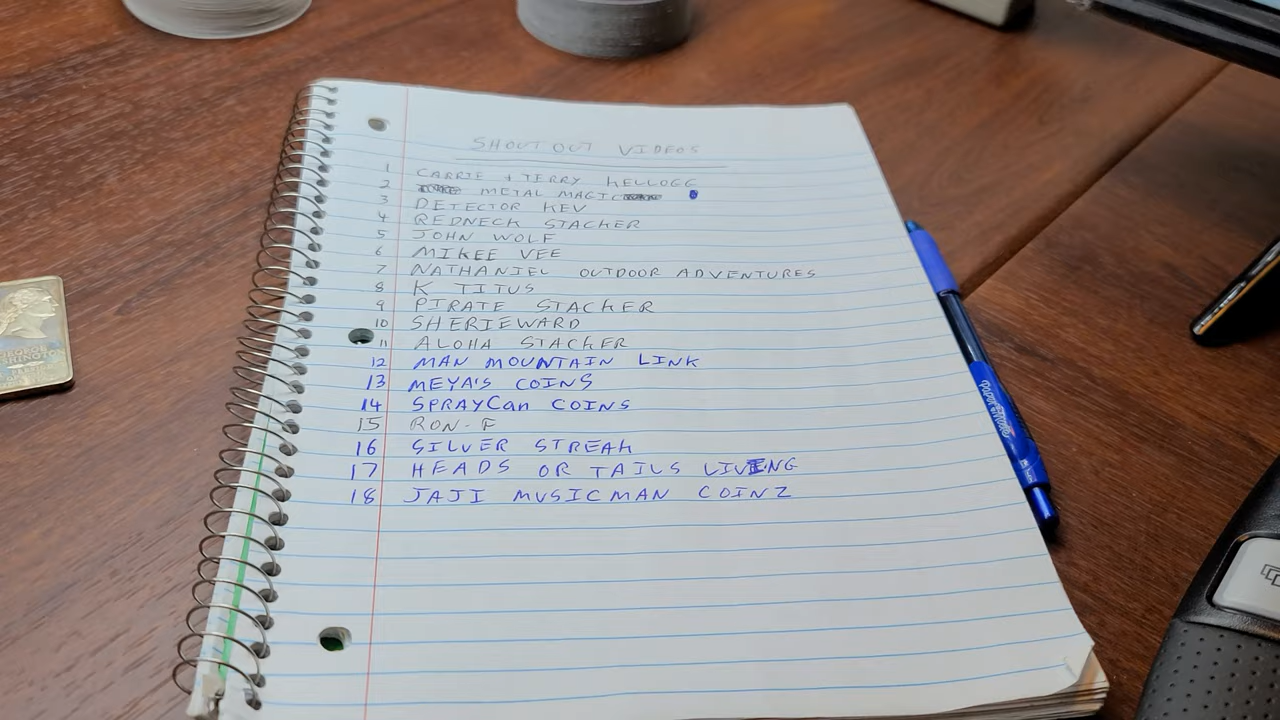 SHOUTOUT VIDEOS
1 CARRIE + TERRY KELLOGG
2 METAL MAGIC
3 DETECTOR KEV
4 REDNECK STACKER
5 JOHN WOLF
6 MIKEE VEE
7 NATHANIEL OUTDOOR ADVENTURES
8 K TITUS
9 PIRATE STACKER
10 SHERIEWARD
11 ALOHA STACKER
12 MAN MOUNTAIN LINK
13 MEYA'S COINS
14 SPRAYCan COINS
15 RON-F
16 SILVER STREAK
17 HEADS OR TAILS LIVING
18 JAJI MUSICMAN COINZ
PaperMate